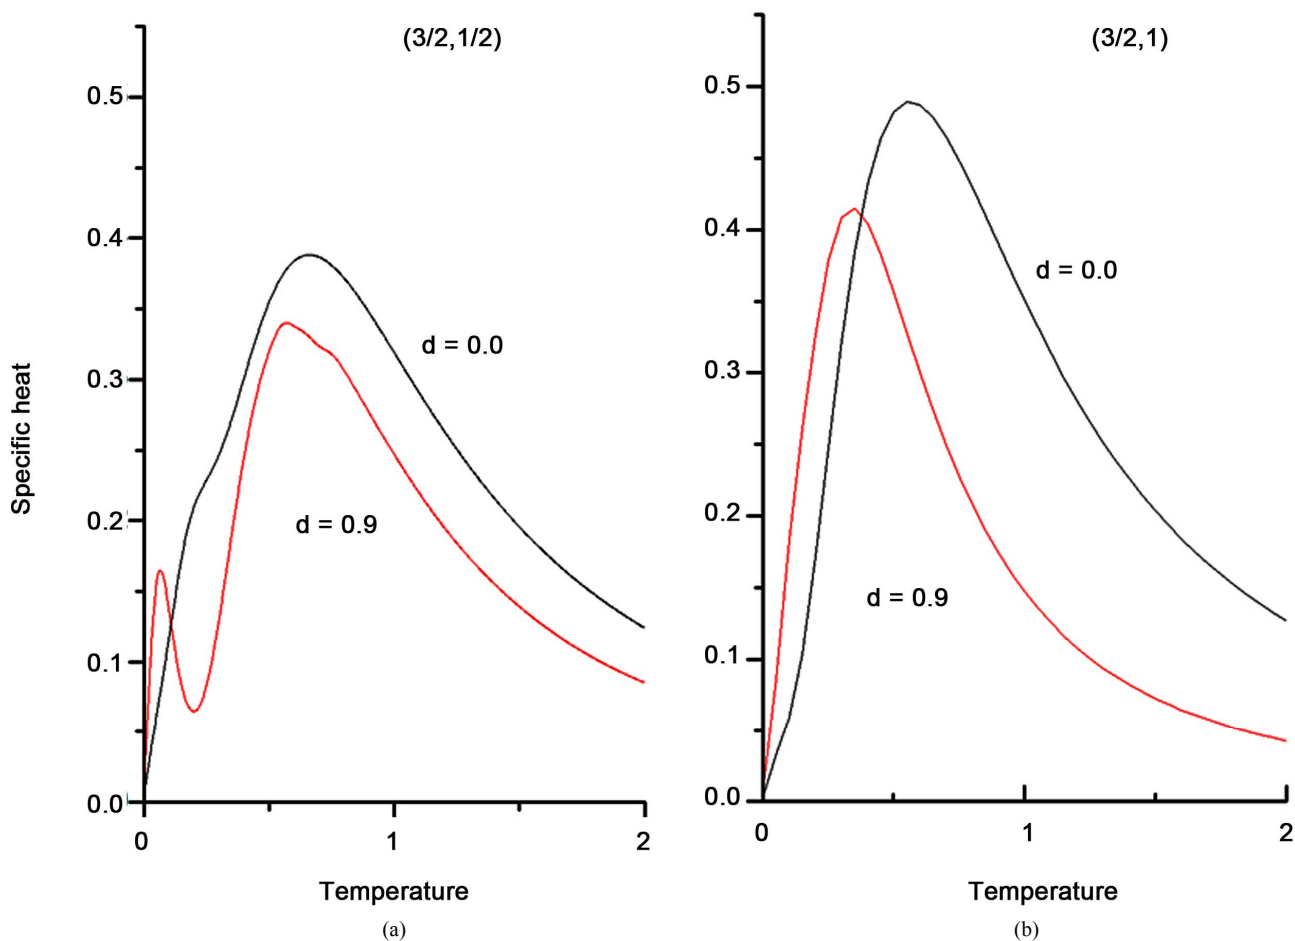 (3/2,1/2)
(3/2,1)
0.5
0.4
0.3
0.2
0.1
0.0
Specific heat
d = 0.0
d = 0.9
0
1
2
Temperature
(a)
0.5
0.4
0.3
0.2
0.1
0.0
d = 0.0
d = 0.9
0
1
2
Temperature
(b)